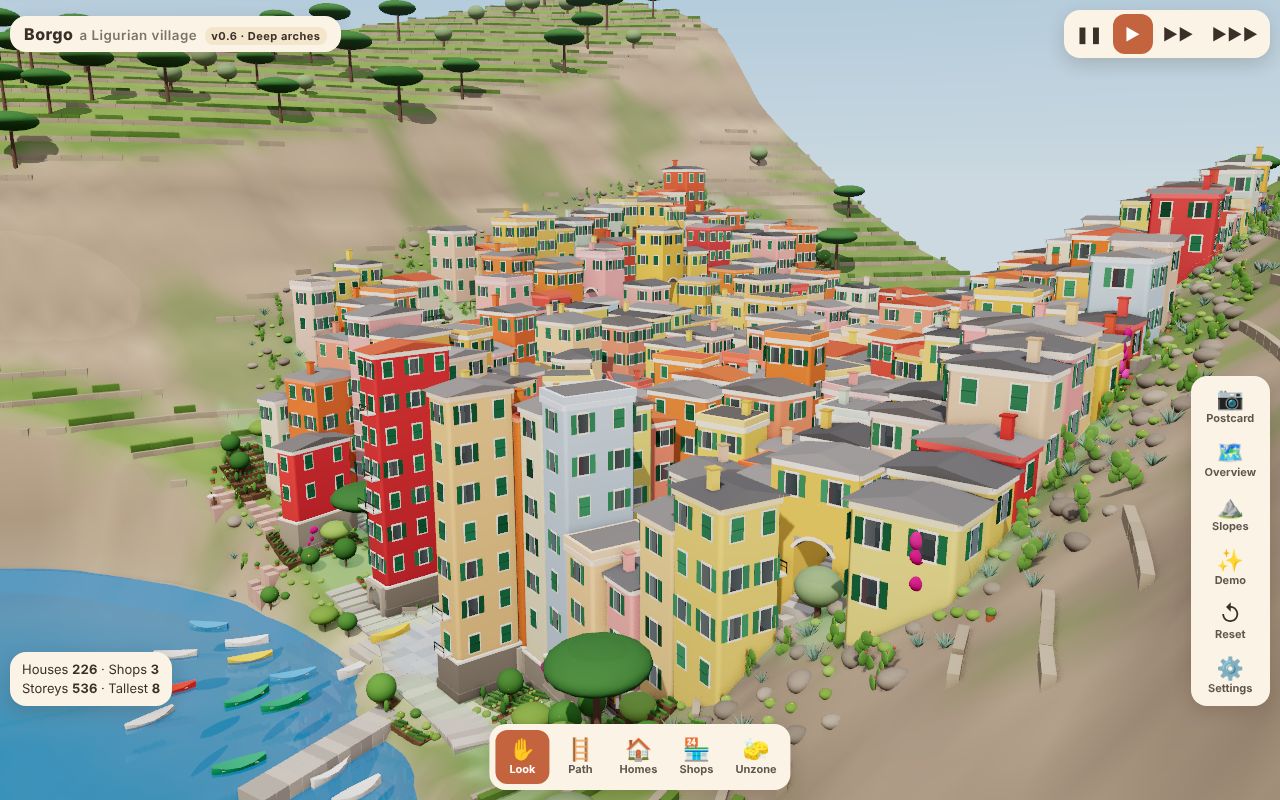 Borgo a Ligurian village v0.6 · Deep arches
Postcard
Overview
Slopes
Demo
Reset
Settings
Houses 226 · Shops 3
Storeys 536 · Tallest 8
Look Path Homes Shops Unzone